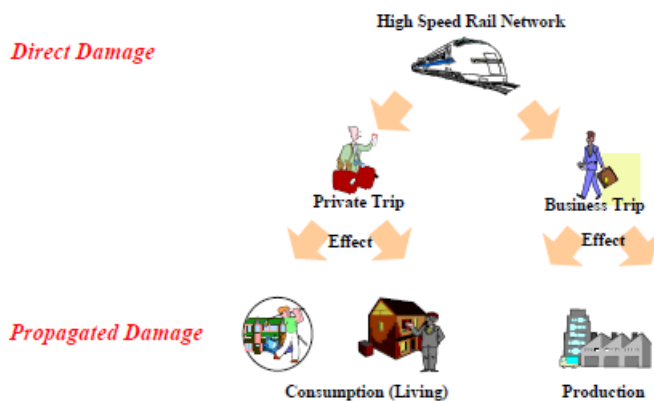 High Speed Rail Network
Direct Damage
Private Trip
Business Trip
Effect
Effect
Propagated Damage
Consumption (Living)
Production